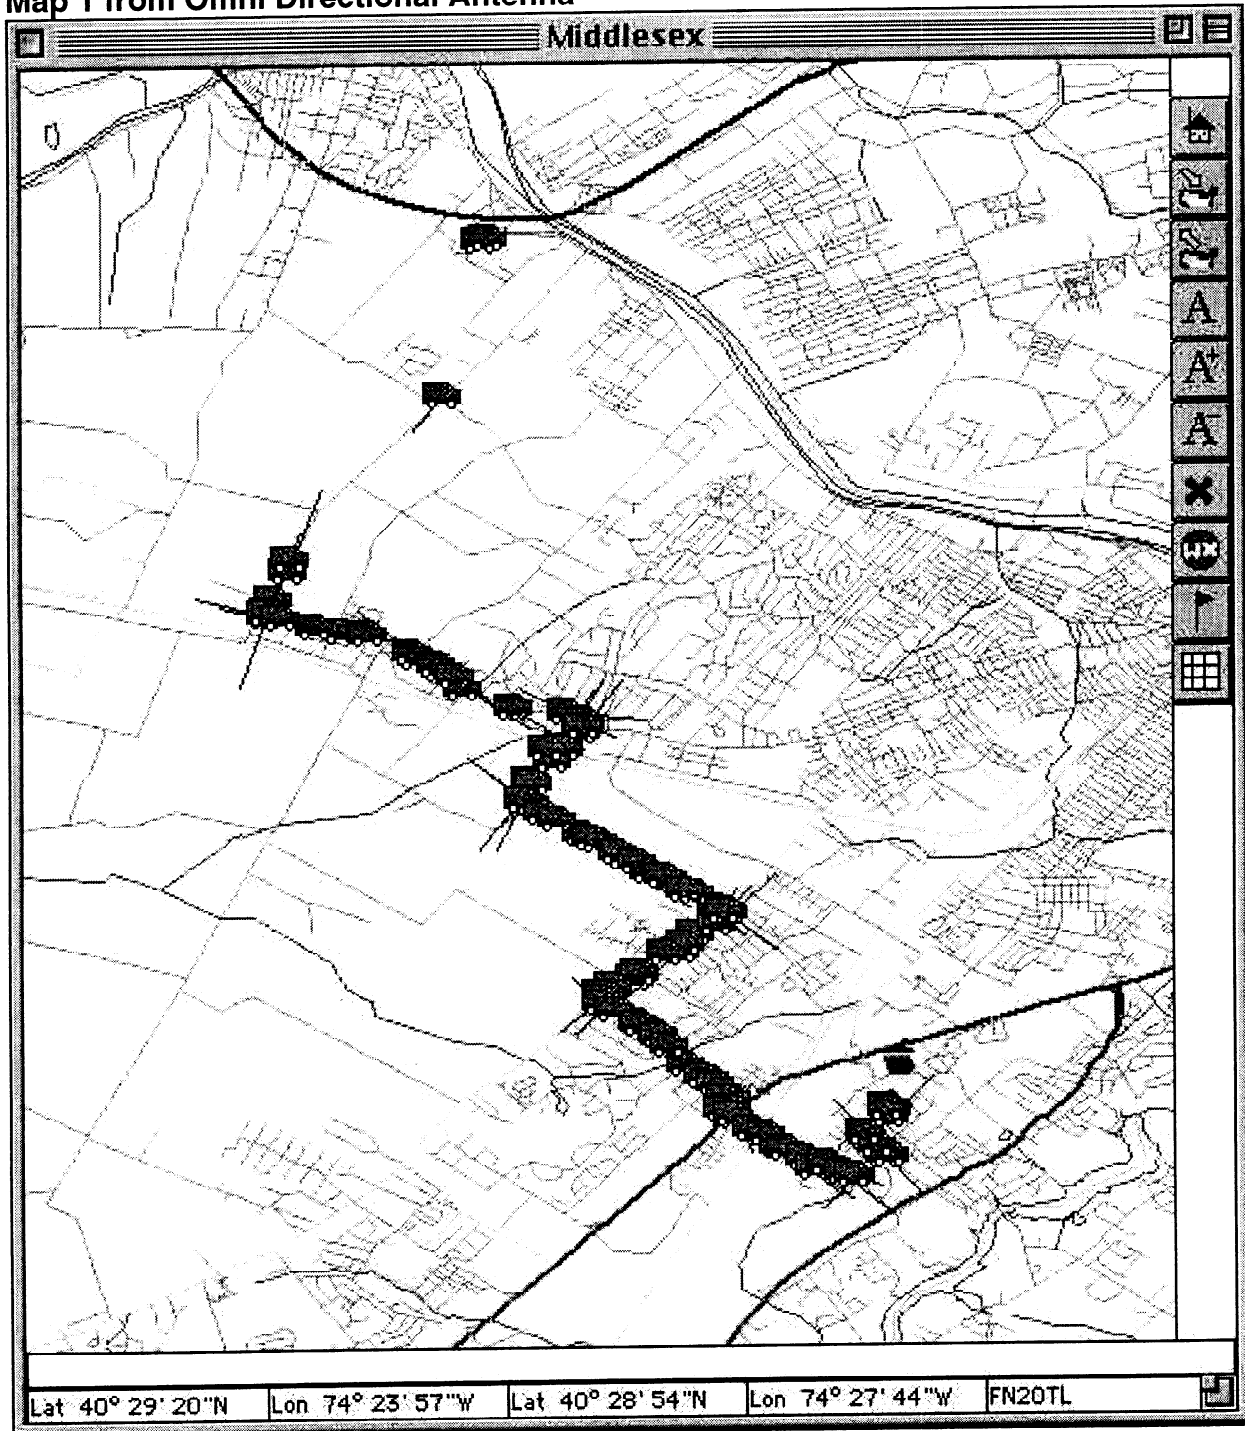 Map 1 from Omni Directional Antenna
Middlesex
A
A+
A-
WX
Lat 40° 29' 20"N Lon 74° 23' 57"W Lat 40° 28' 54"N Lon 74° 27' 44"W FN20TL